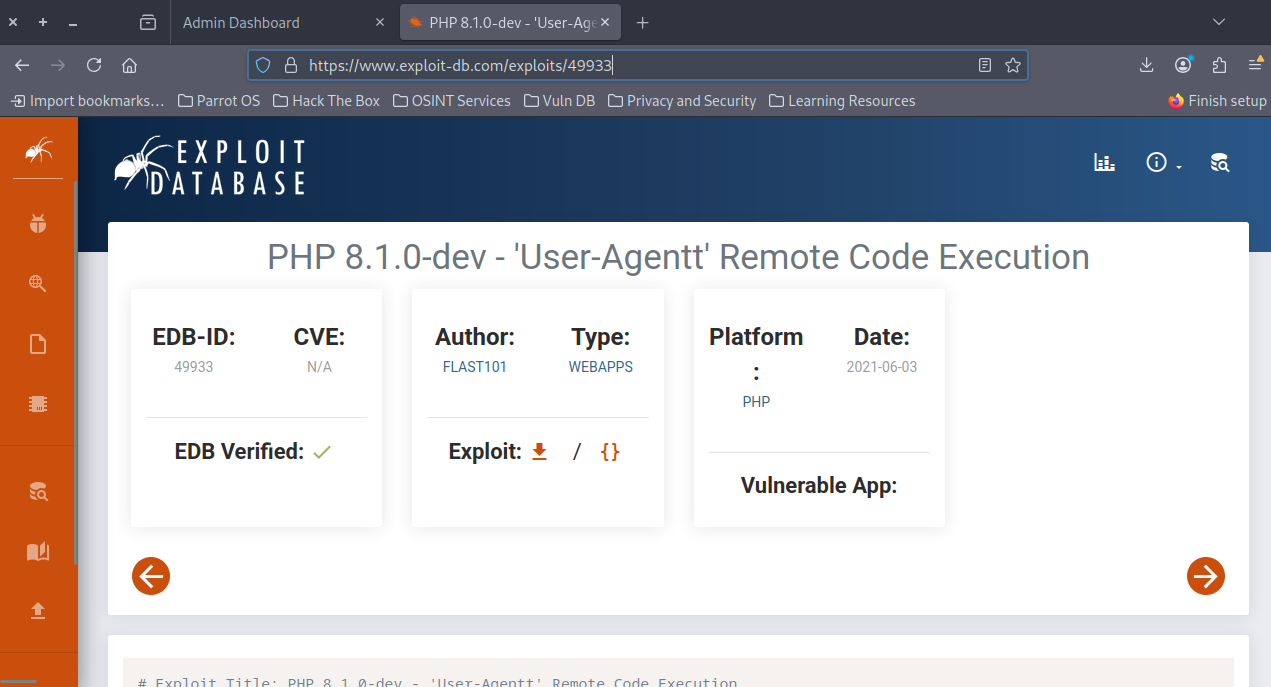 Admin Dashboard
PHP 8.1.0-dev - 'User-Age
https://www.exploit-db.com/exploits/49933
Import bookmarks… Parrot OS Hack The Box OSINT Services Vuln DB Privacy and Security Learning Resources Finish setup
EXPLOIT
DATABASE
PHP 8.1.0-dev - 'User-Agentt' Remote Code Execution
EDB-ID: CVE:
49933 N/A
EDB Verified:
Author: Type:
FLAST101 WEBAPPS
Exploit: / {}
Platform Date:
: 2021-06-03
PHP
Vulnerable App:
# Exploit Title: PHP 8.1.0-dev - 'User-Agentt' Remote Code Execution